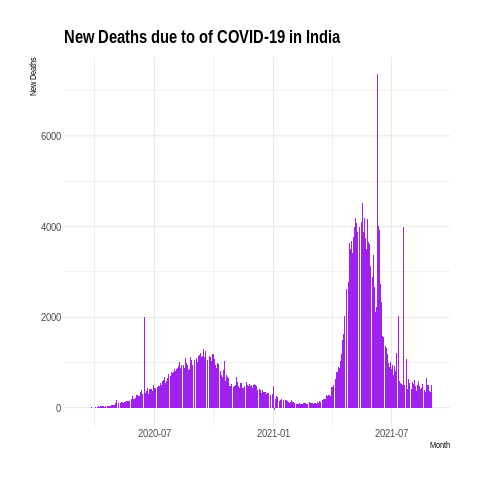 New Deaths due to of COVID-19 in India
New Deaths
6000
4000
2000
0
2020-07
2021-01
2021-07
Month